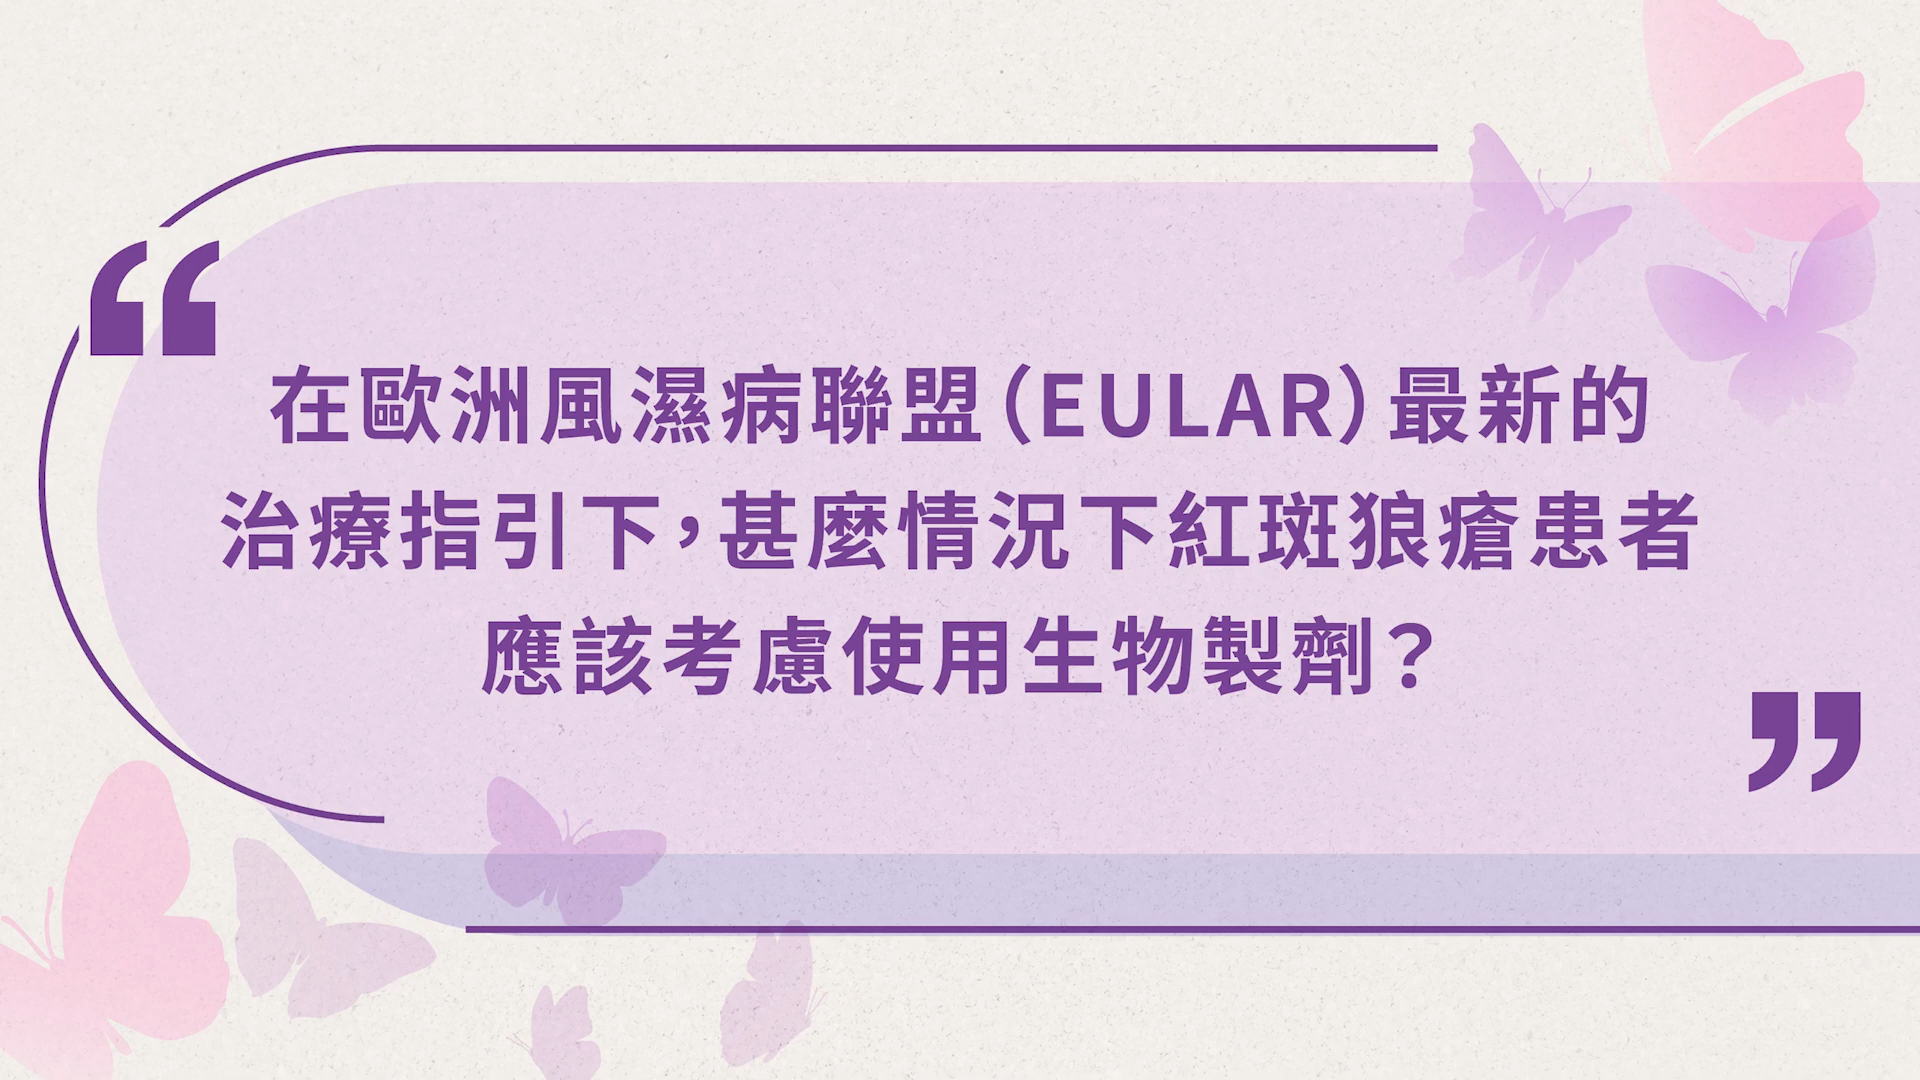 在歐洲風濕病聯盟（EULAR）最新的
治療指引下，甚麼情況下紅斑狼瘡患者
應該考慮使用生物製劑？